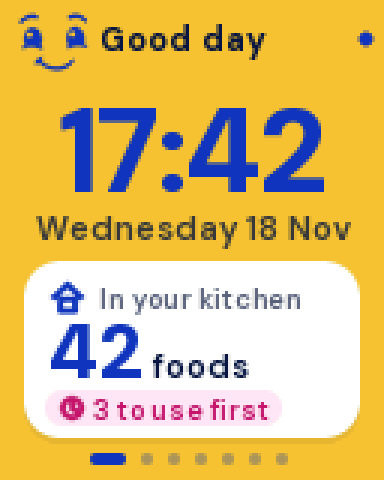 Good day
17:42
Wednesday 18 Nov
In your kitchen
42 foods
3 to use first